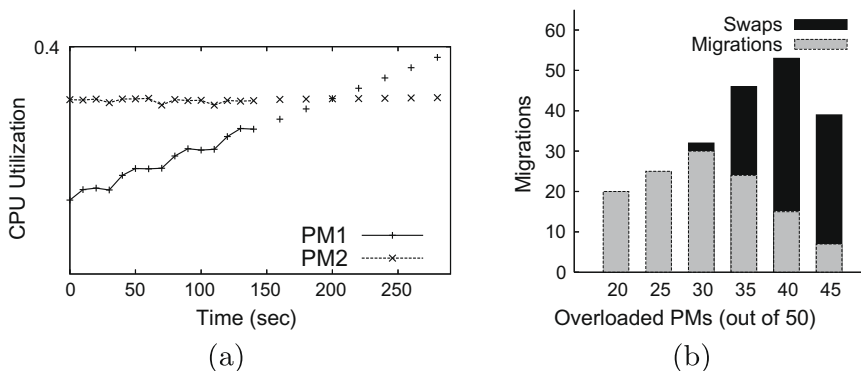 0.4
CPU Utilization
PM1
PM2
0 50 100 150 200 250
Time (sec)
(a)
60
50
40
30
20
10
0
Migrations
Swaps
Migrations
20 25 30 35 40 45
Overloaded PMs (out of 50)
(b)